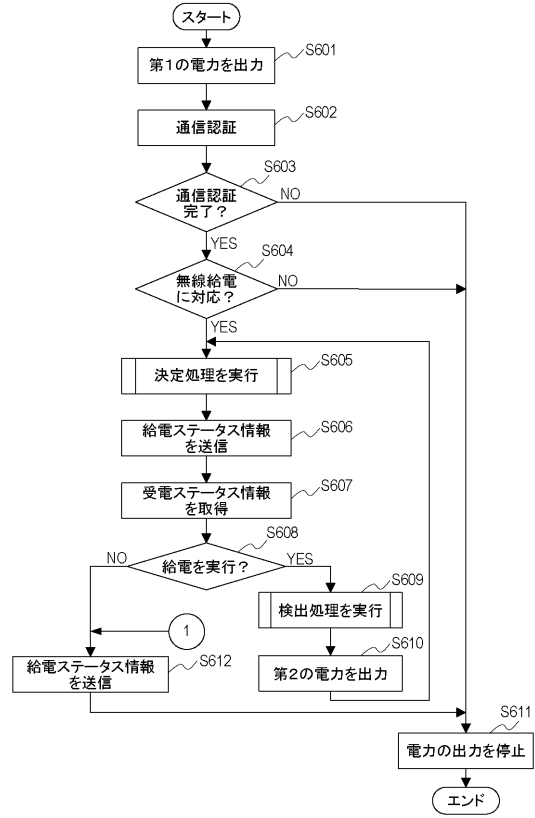 スタート
第1の電力を出力
S601
通信認証
S602
通信認証
完了？
S603
NO
YES
無線給電
に対応？
S604
NO
YES
決定処理を実行
S605
給電ステータス情報
を送信
S606
受電ステータス情報
を取得
S607
給電を実行？
S608
NO
YES
検出処理を実行
S609
1
給電ステータス情報
を送信
S612
第2の電力を出力
S610
電力の出力を停止
S611
エンド